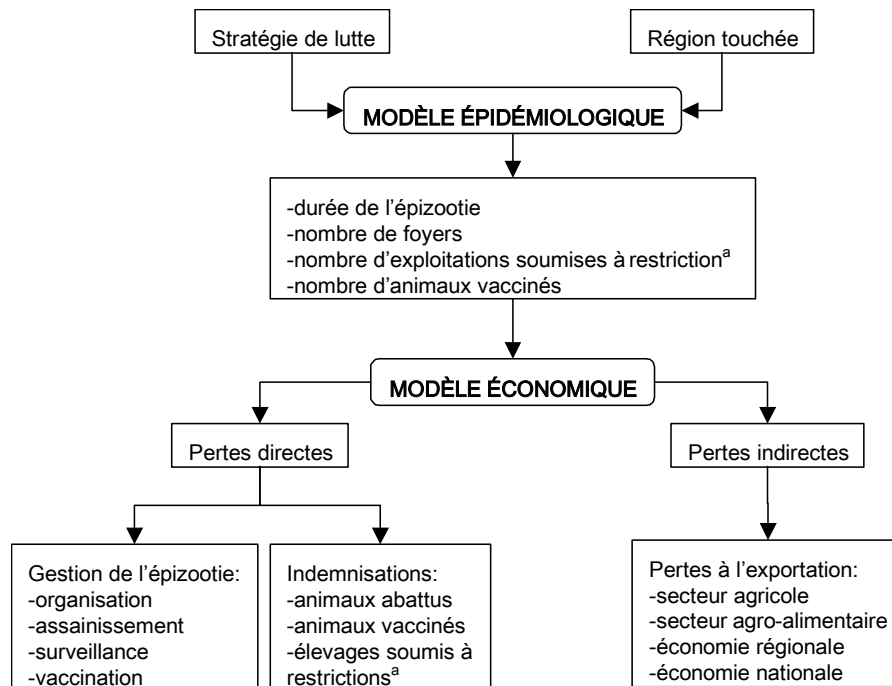 Stratégie de lutte
Région touchée
MODÈLE ÉPIDÉMIOLOGIQUE
-durée de l’épizootie
-nombre de foyers
-nombre d’exploitations soumises à restrictionᵃ
-nombre d’animaux vaccinés
MODÈLE ÉCONOMIQUE
Pertes directes
Pertes indirectes
Gestion de l’épizootie:
-organisation
-assainissement
-surveillance
-vaccination
Indemnisations:
-animaux abattus
-animaux vaccinés
-élevages soumis à
restrictionsᵃ
Pertes à l’exportation:
-secteur agricole
-secteur agro-alimentaire
-économie régionale
-économie nationale